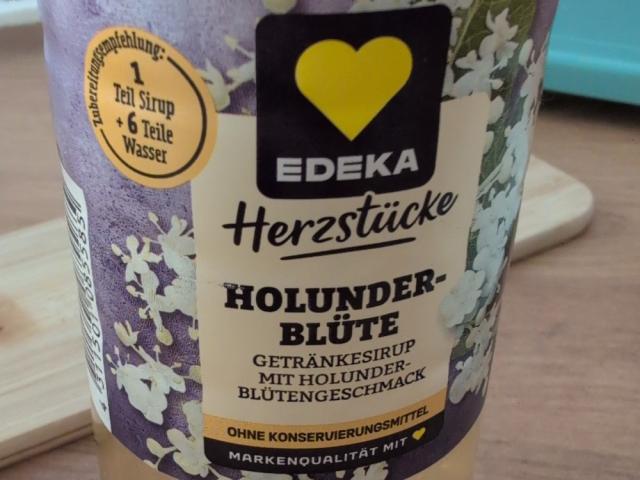 Zubereitungsempfehlung:
1
Teil Sirup
+ 6 Teile
Wasser
EDEKA
Herzstücke
HOLUNDER-
BLÜTE
GETRÄNKESIRUP
MIT HOLUNDER-
BLÜTENGESCHMACK
OHNE KONSERVIERUNGSMITTEL
MARKENQUALITÄT MIT